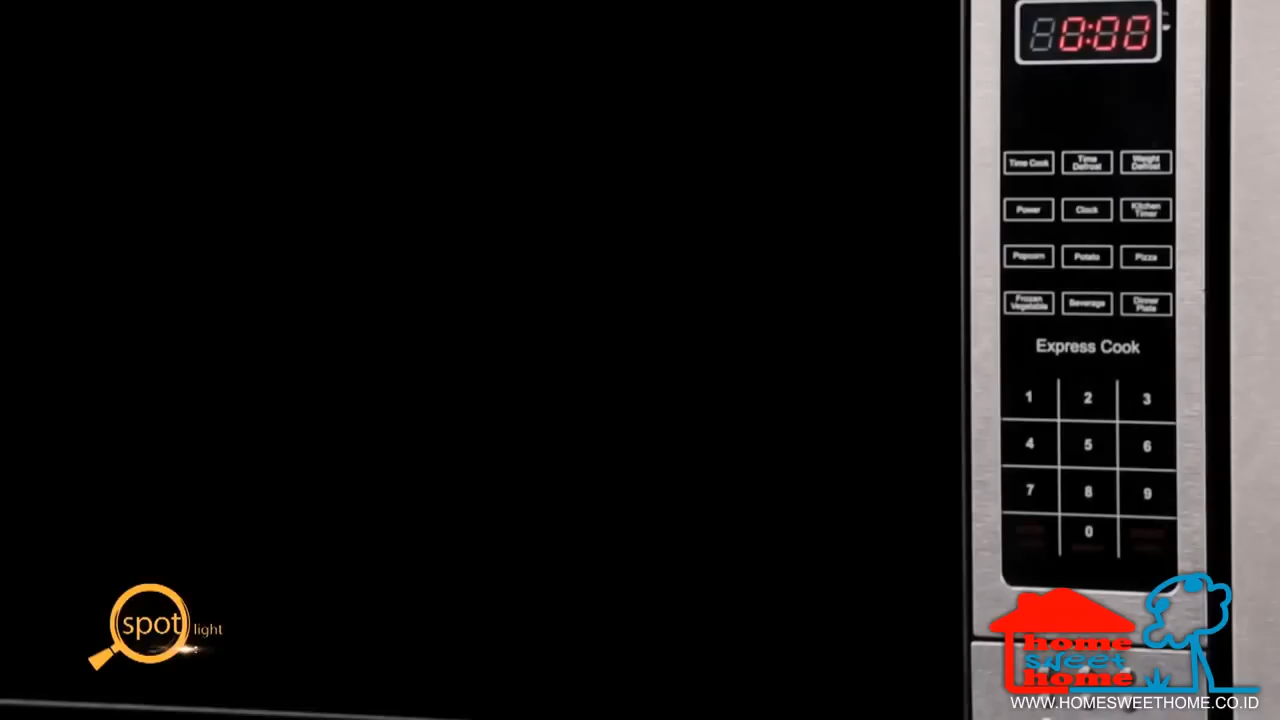 0:00
Time Cook
Time
Defrost
Weight
Defrost
Power
Clock
Kitchen
Timer
Popcorn
Potato
Pizza
Frozen
Vegetable
Beverage
Dinner
Plate
Express Cook
1 2 3
4 5 6
7 8 9
0
spotlight
home
sweet
home
WWW.HOMESWEETHOME.CO.ID